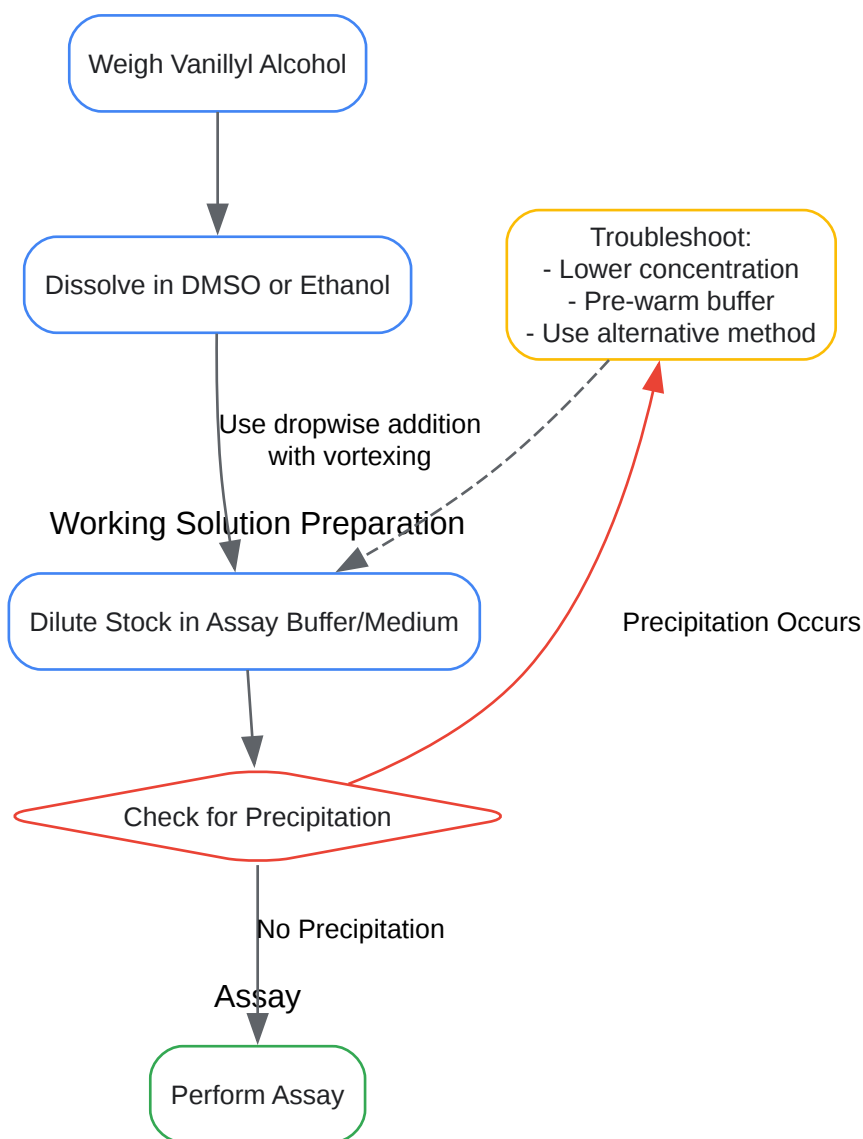 Weigh Vanillyl Alcohol
Dissolve in DMSO or Ethanol
Troubleshoot:
- Lower concentration
- Pre-warm buffer
- Use alternative method
Use dropwise addition
with vortexing
Working Solution Preparation
Dilute Stock in Assay Buffer/Medium
Precipitation Occurs
Check for Precipitation
No Precipitation
Assay
Perform Assay